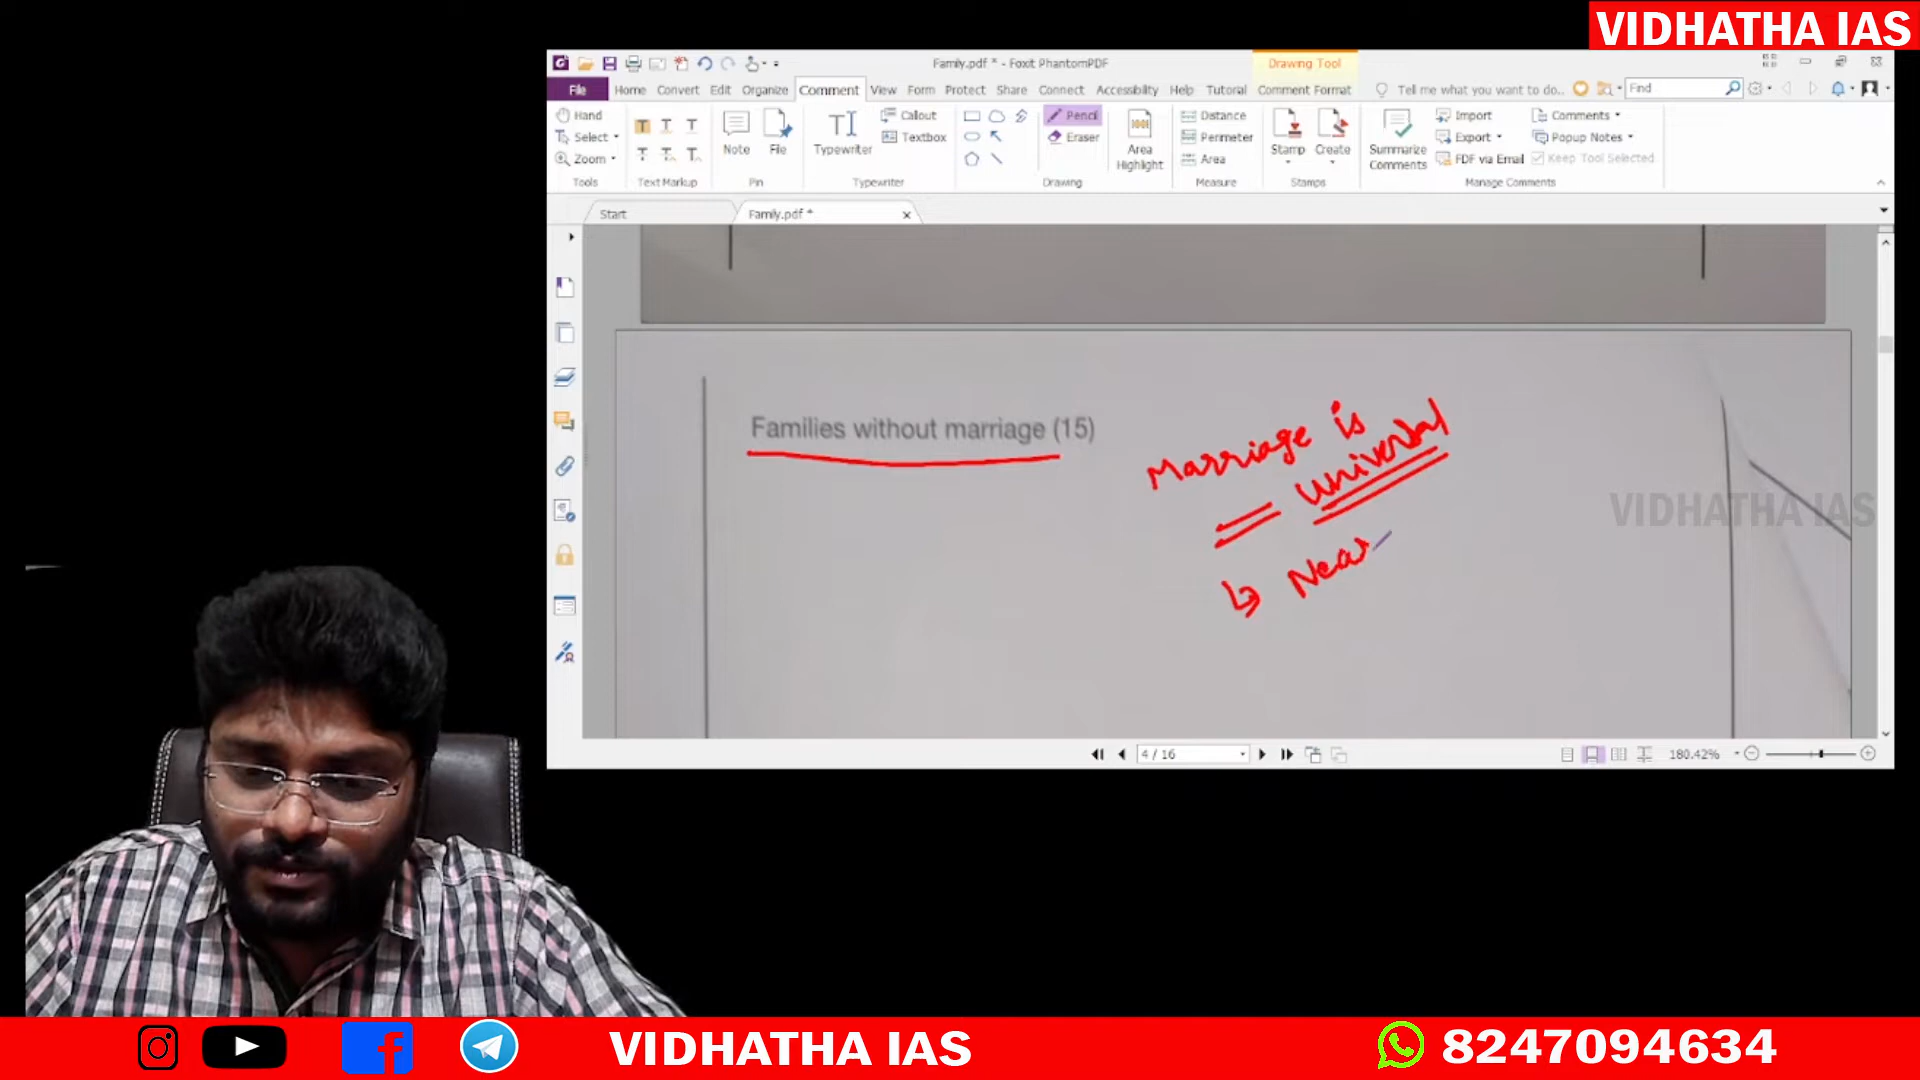 VIDHATHA IAS
Family.pdf * - Foxit PhantomPDF
Drawing Tool
File Home Convert Edit Organize Comment View Form Protect Share Connect Accessibility Help Tutorial Comment Format Tell me what you want to do.. Find
Hand
Select
Zoom
Tools
Text Markup
Note
File
Pin
Typewriter
Callout
Textbox
Typewriter
Pencil
Eraser
Drawing
Area Highlight
Distance
Perimeter
Area
Measure
Stamp
Create
Stamps
Summarize Comments
Import
Export
FDF via Email
Comments
Popup Notes
Keep Tool Selected
Manage Comments
Start
Family.pdf *
Families without marriage (15)
Marriage is
universal
Near
VIDHATHA IAS
4 / 16
180.42%
VIDHATHA IAS
8247094634